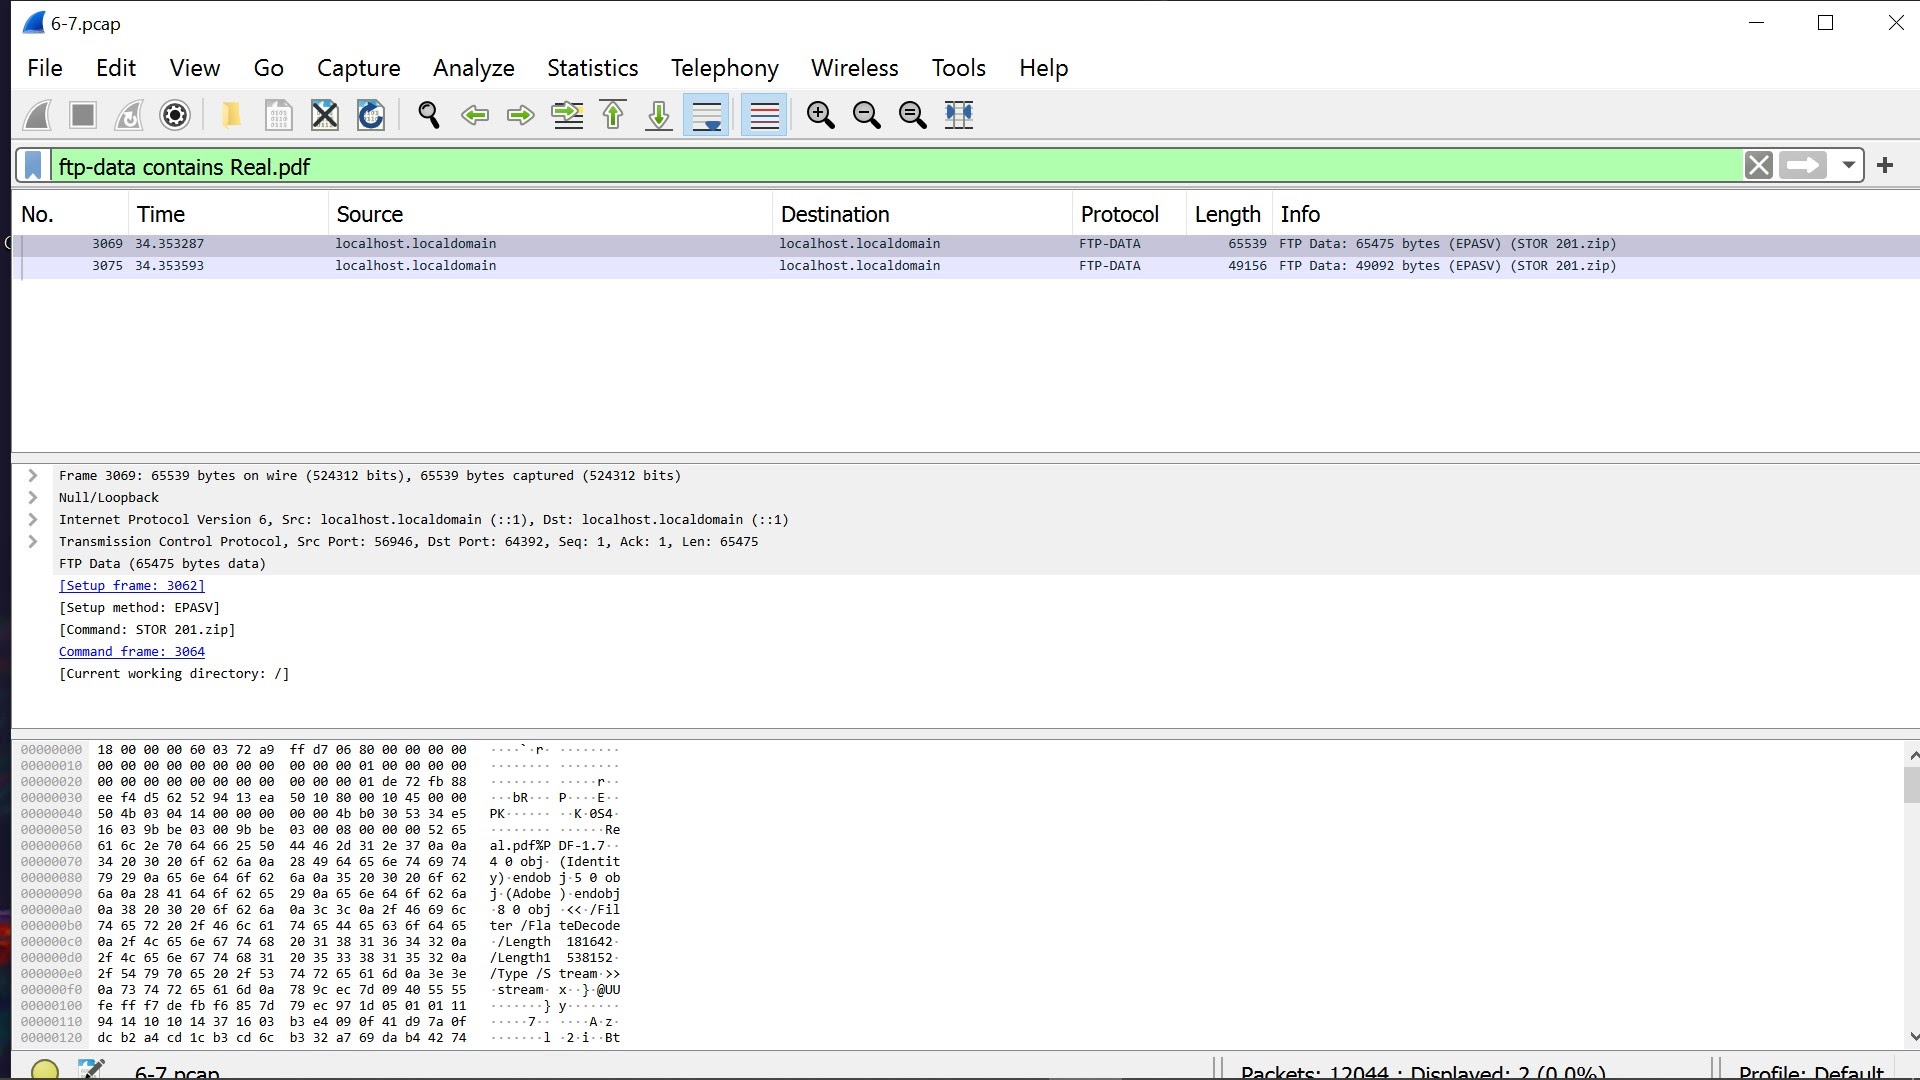 6-7.pcap
File Edit View Go Capture Analyze Statistics Telephony Wireless Tools Help
ftp-data contains Real.pdf
No. Time Source Destination Protocol Length Info
3069 34.353287 localhost.localdomain localhost.localdomain FTP-DATA 65539 FTP Data: 65475 bytes (EPASV) (STOR 201.zip)
3075 34.353593 localhost.localdomain localhost.localdomain FTP-DATA 49156 FTP Data: 49092 bytes (EPASV) (STOR 201.zip)
Frame 3069: 65539 bytes on wire (524312 bits), 65539 bytes captured (524312 bits)
Null/Loopback
Internet Protocol Version 6, Src: localhost.localdomain (::1), Dst: localhost.localdomain (::1)
Transmission Control Protocol, Src Port: 56946, Dst Port: 64392, Seq: 1, Ack: 1, Len: 65475
FTP Data (65475 bytes data)
[Setup frame: 3062]
[Setup method: EPASV]
[Command: STOR 201.zip]
Command frame: 3064
[Current working directory: /]
00000000 18 00 00 00 60 03 72 a9 ff d7 06 80 00 00 00 00 ····`·r· ········
00000010 00 00 00 00 00 00 00 00 00 00 00 01 00 00 00 00 ········ ········
00000020 00 00 00 00 00 00 00 00 00 00 00 01 de 72 fb 88 ········ ·····r··
00000030 ee f4 d5 62 52 94 13 ea 50 10 80 00 10 45 00 00 ···bR··· P····E··
00000040 50 4b 03 04 14 00 00 00 00 00 4b b0 30 53 34 e5 PK······ ··K·0S4·
00000050 16 03 9b be 03 00 9b be 03 00 08 00 00 00 52 65 ········ ······Re
00000060 61 6c 2e 70 64 66 25 50 44 46 2d 31 2e 37 0a 0a al.pdf%P DF-1.7··
00000070 34 20 30 20 6f 62 6a 0a 28 49 64 65 6e 74 69 74 4 0 obj· (Identit
00000080 79 29 0a 65 6e 64 6f 62 6a 0a 35 20 30 20 6f 62 y)·endob j·5 0 ob
00000090 6a 0a 28 41 64 6f 62 65 29 0a 65 6e 64 6f 62 6a j·(Adobe )·endobj
000000a0 0a 38 20 30 20 6f 62 6a 0a 3c 3c 0a 2f 46 69 6c ·8 0 obj ·<<·/Fil
000000b0 74 65 72 20 2f 46 6c 61 74 65 44 65 63 6f 64 65 ter /Fla teDecode
000000c0 0a 2f 4c 65 6e 67 74 68 20 31 38 31 36 34 32 0a ·/Length 181642·
000000d0 2f 4c 65 6e 67 74 68 31 20 35 33 38 31 35 32 0a /Length1 538152·
000000e0 2f 54 79 70 65 20 2f 53 74 72 65 61 6d 0a 3e 3e /Type /S tream·>>
000000f0 0a 73 74 72 65 61 6d 0a 78 9c ec 7d 09 40 55 55 ·stream· x··}·@UU
00000100 fe ff f7 de fb f6 85 7d 79 ec 97 1d 05 01 01 11 ·······} y·······
00000110 94 14 10 10 14 37 16 03 b3 e4 09 0f 41 d9 7a 0f ·····7·· ····A·z·
00000120 dc b2 a4 cd 1c b3 cd 6c b3 32 a7 69 da b4 42 74 ·······l ·2·i··Bt
6-7.pcap Packets: 12044 · Displayed: 2 (0.0%) Profile: Default